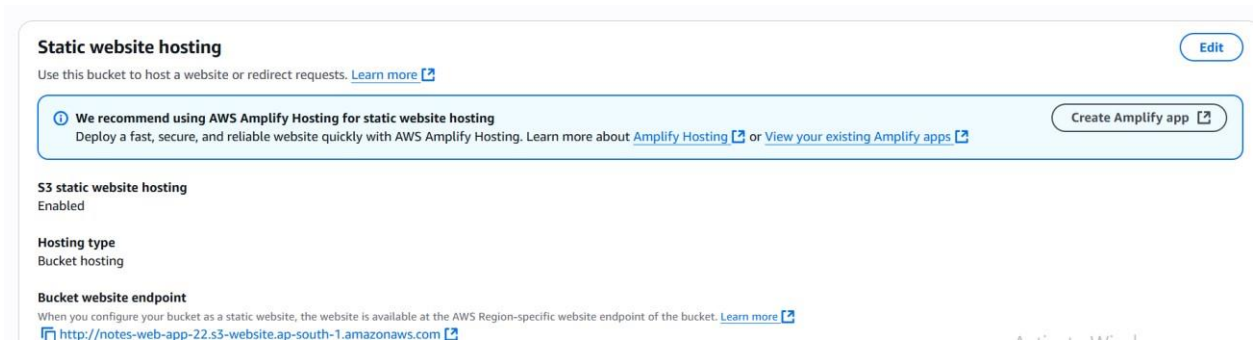 Static website hosting
Edit
Use this bucket to host a website or redirect requests. Learn more
We recommend using AWS Amplify Hosting for static website hosting
Create Amplify app
Deploy a fast, secure, and reliable website quickly with AWS Amplify Hosting. Learn more about Amplify Hosting or View your existing Amplify apps
S3 static website hosting
Enabled
Hosting type
Bucket hosting
Bucket website endpoint
When you configure your bucket as a static website, the website is available at the AWS Region-specific website endpoint of the bucket. Learn more
http://notes-web-app-22.s3-website.ap-south-1.amazonaws.com